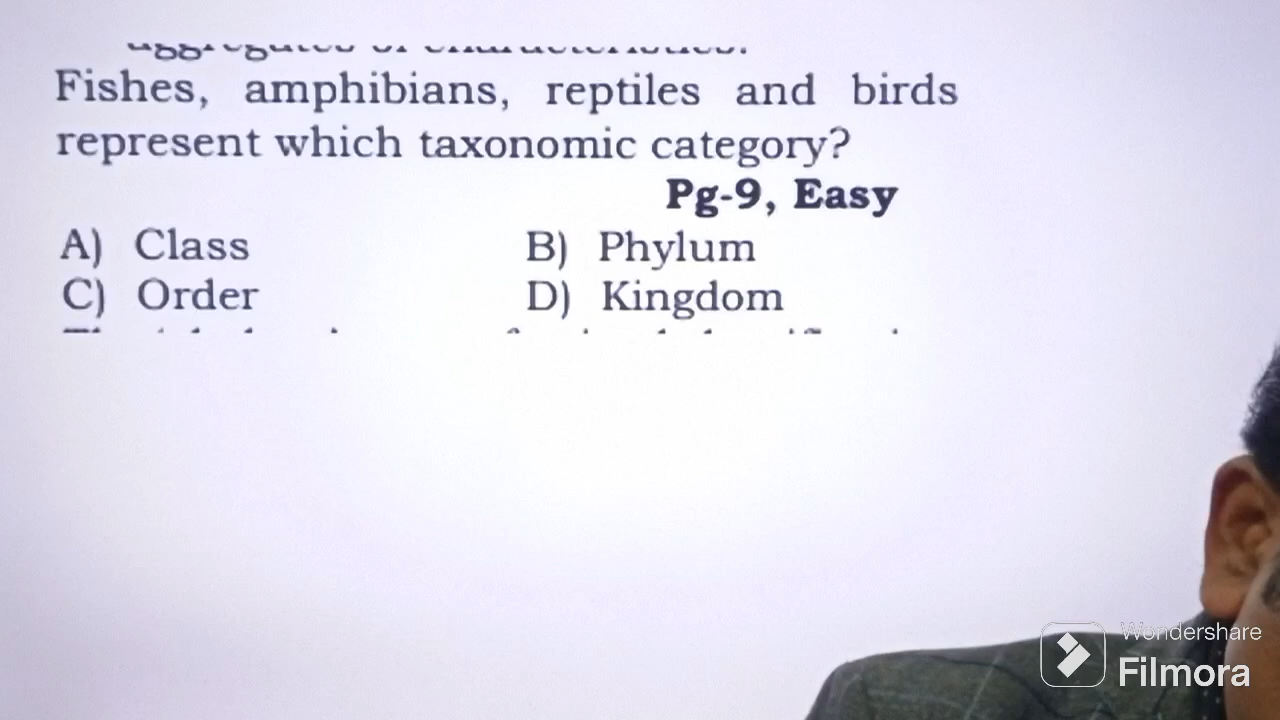 Fishes, amphibians, reptiles and birds
represent which taxonomic category?
Pg-9, Easy
A) Class B) Phylum
C) Order D) Kingdom
Wondershare
Filmora